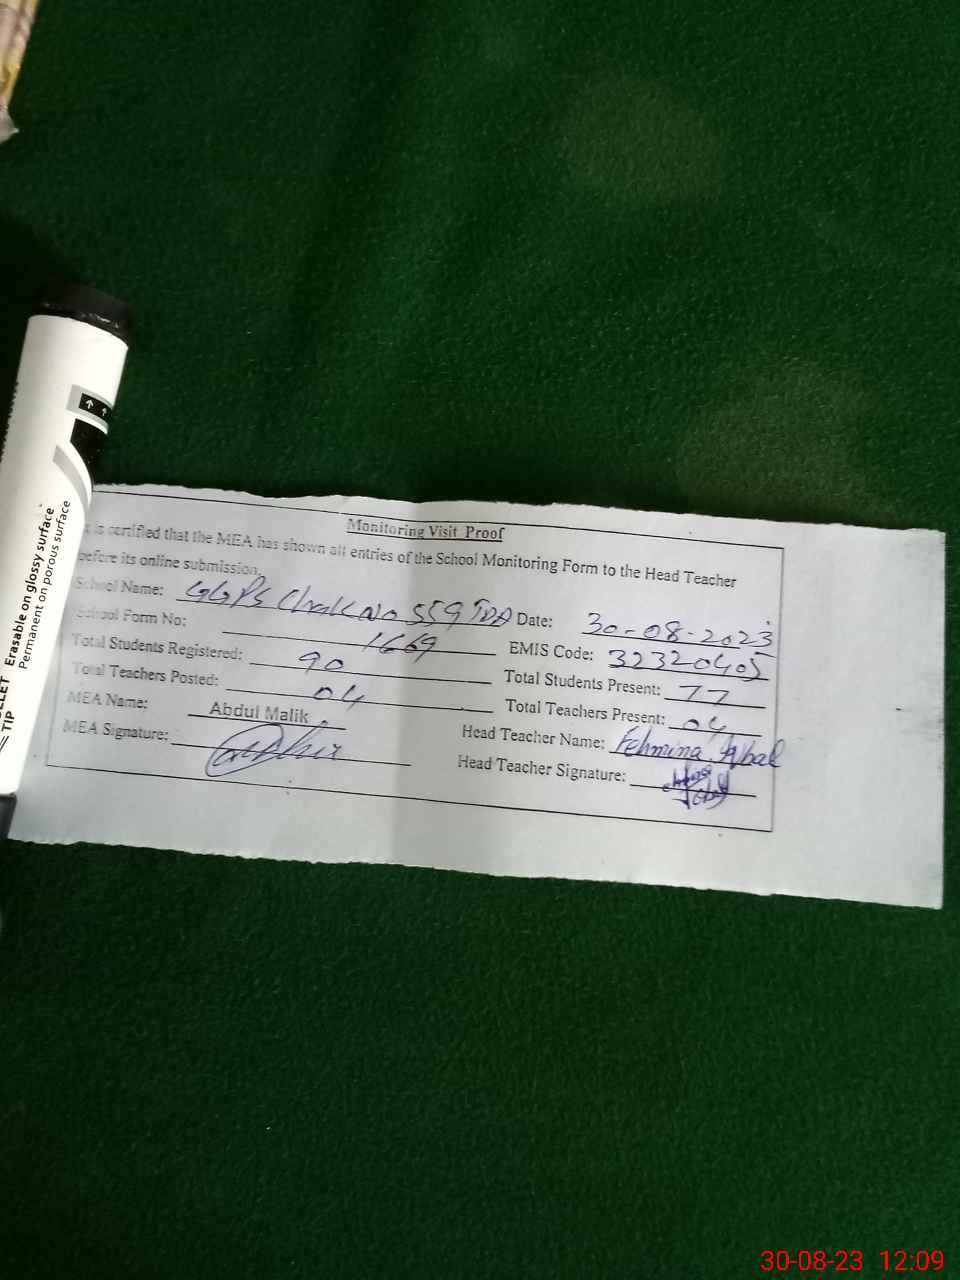 Erasable on glossy surface
Permanent on porous surface
TIP
Monitoring Visit Proof
is certified that the MEA has shown all entries of the School Monitoring Form to the Head Teacher
before its online submission.
School Name: GGPS Chak No 559 TDA Date: 30-08-2023
School Form No: 1669 EMIS Code: 32320405
Total Students Registered: 90 Total Students Present: 77
Total Teachers Posted: 04 Total Teachers Present: 04
MEA Name: Abdul Malik Head Teacher Name: Fehmina Iqbal
MEA Signature: Head Teacher Signature:
30-08-23 12:09